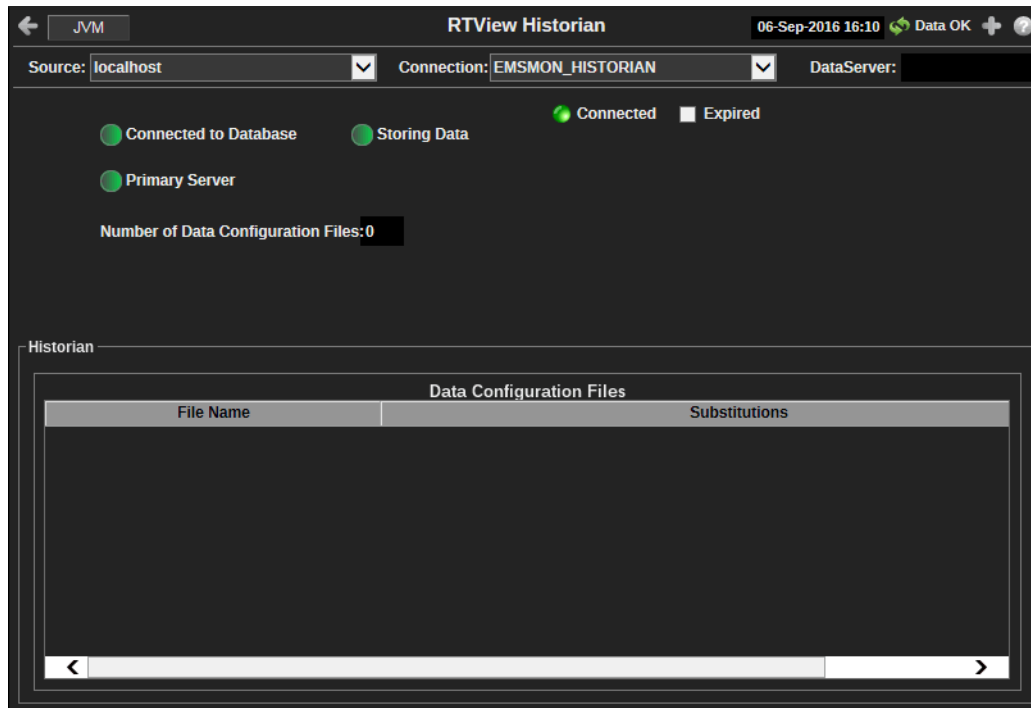 JVM RTView Historian 06-Sep-2016 16:10 Data OK ?
Source: localhost Connection: EMSMON_HISTORIAN DataServer:
Connected Expired
Connected to Database Storing Data
Primary Server
Number of Data Configuration Files: 0
Historian
Data Configuration Files
File Name Substitutions